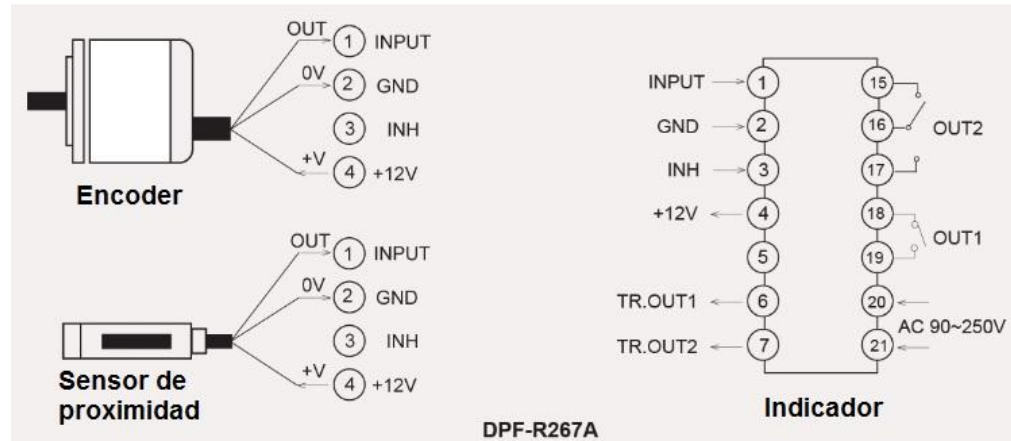 OUT 1 INPUT
0V 2 GND
3 INH
+V 4 +12V
Encoder
OUT 1 INPUT
0V 2 GND
3 INH
+V 4 +12V
Sensor de
proximidad
INPUT 1 15
GND 2 16 OUT2
INH 3 17
+12V 4 18
5 19 OUT1
TR.OUT1 6 20
AC 90~250V
TR.OUT2 7 21
Indicador
DPF-R267A